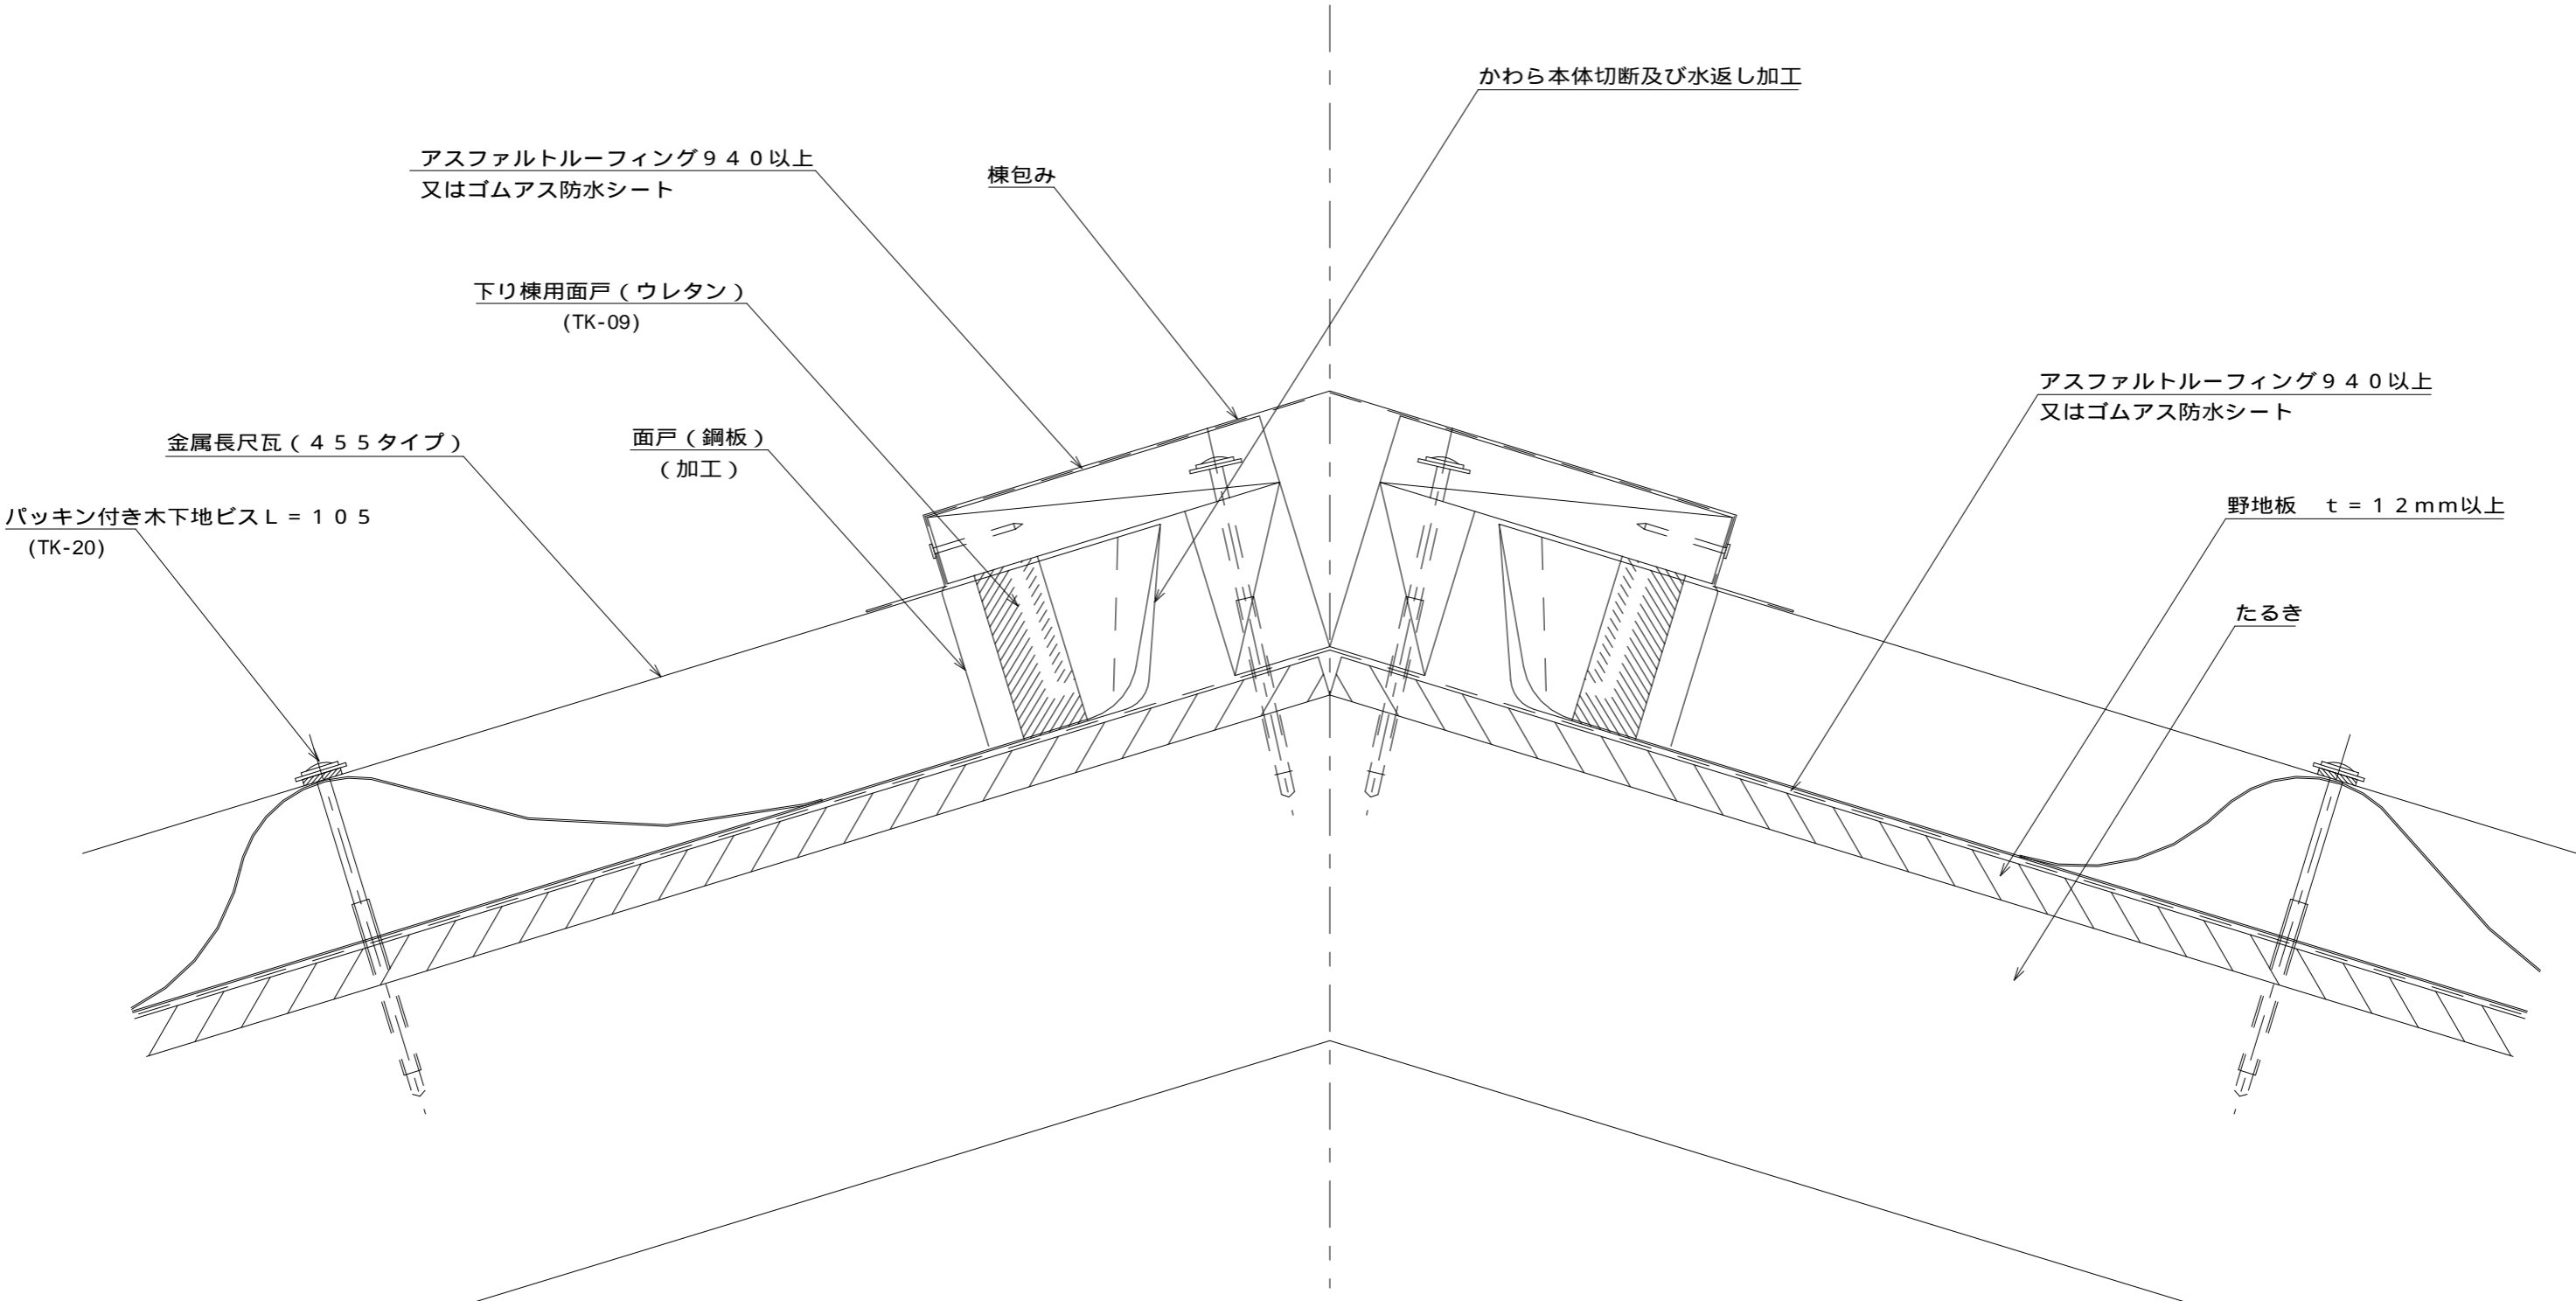 かわら本体切断及び水返し加工
アスファルトルーフィング９４０以上
又はゴムアス防水シート
棟包み
下り棟用面戸（ウレタン）
(TK-09)
アスファルトルーフィング９４０以上
又はゴムアス防水シート
金属長尺瓦（４５５タイプ）
面戸（鋼板）
（加工）
パッキン付き木下地ビスＬ＝１０５
(TK-20)
野地板　ｔ＝１２ｍｍ以上
たるき